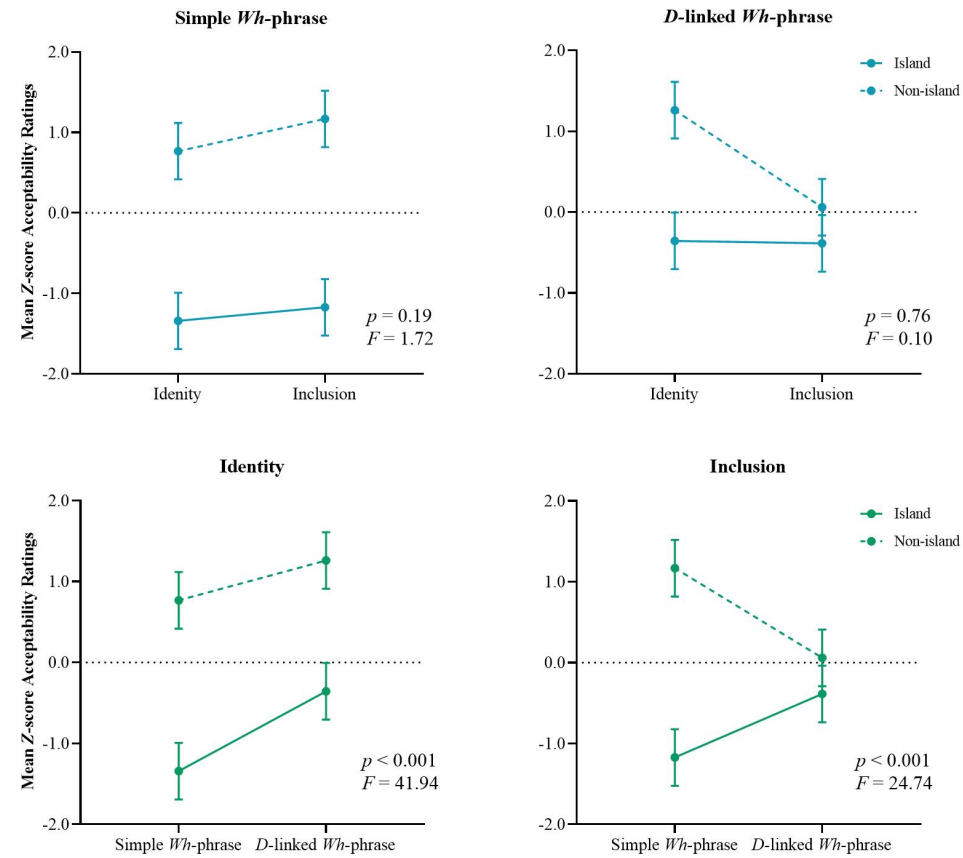 Simple Wh-phrase
Mean Z-score Acceptability Ratings
2.0
1.0
0.0
-1.0
-2.0
p = 0.19
F = 1.72
Idenity
Inclusion
D-linked Wh-phrase
2.0
1.0
0.0
-1.0
-2.0
Island
Non-island
p = 0.76
F = 0.10
Idenity
Inclusion
Identity
Mean Z-score Acceptability Ratings
2.0
1.0
0.0
-1.0
-2.0
p < 0.001
F = 41.94
Simple Wh-phrase
D-linked Wh-phrase
Inclusion
2.0
1.0
0.0
-1.0
-2.0
Island
Non-island
p < 0.001
F = 24.74
Simple Wh-phrase
D-linked Wh-phrase